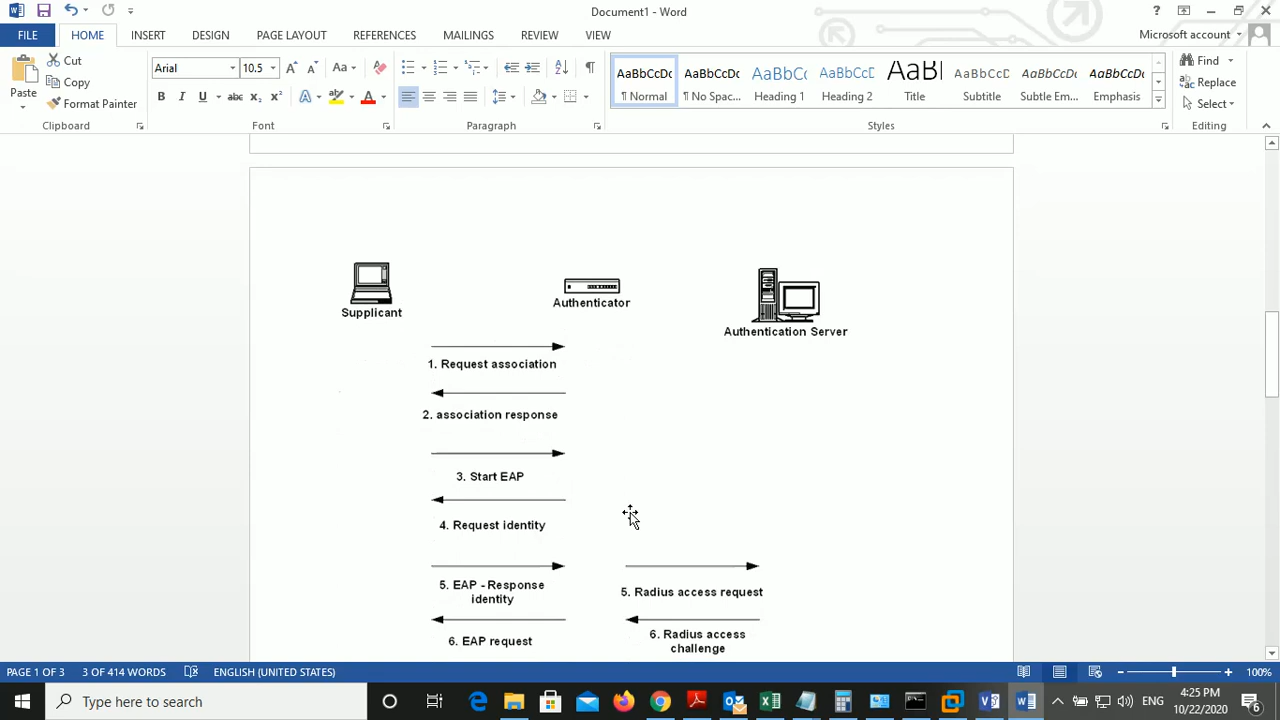 Document1 - Word
FILE HOME INSERT DESIGN PAGE LAYOUT REFERENCES MAILINGS REVIEW VIEW Microsoft account
Paste Cut Copy Format Painter
Clipboard
Arial 10.5 Aa
B I U abc x₂ x² A A
Font
Paragraph
AaBbCcDc AaBbCcDc AaBbCc AaBbCcE AaBl AaBbCcD AaBbCcDc AaBbCcDc
¶ Normal ¶ No Spac... Heading 1 Heading 2 Title Subtitle Subtle Em... Emphasis
Styles
Find
Replace
Select
Editing
Supplicant
Authenticator
Authentication Server
1. Request association
2. association response
3. Start EAP
4. Request identity
5. EAP - Response
identity
5. Radius access request
6. EAP request
6. Radius access
challenge
PAGE 1 OF 3 3 OF 414 WORDS ENGLISH (UNITED STATES) 100%
Type here to search
ENG
4:25 PM
10/22/2020
6